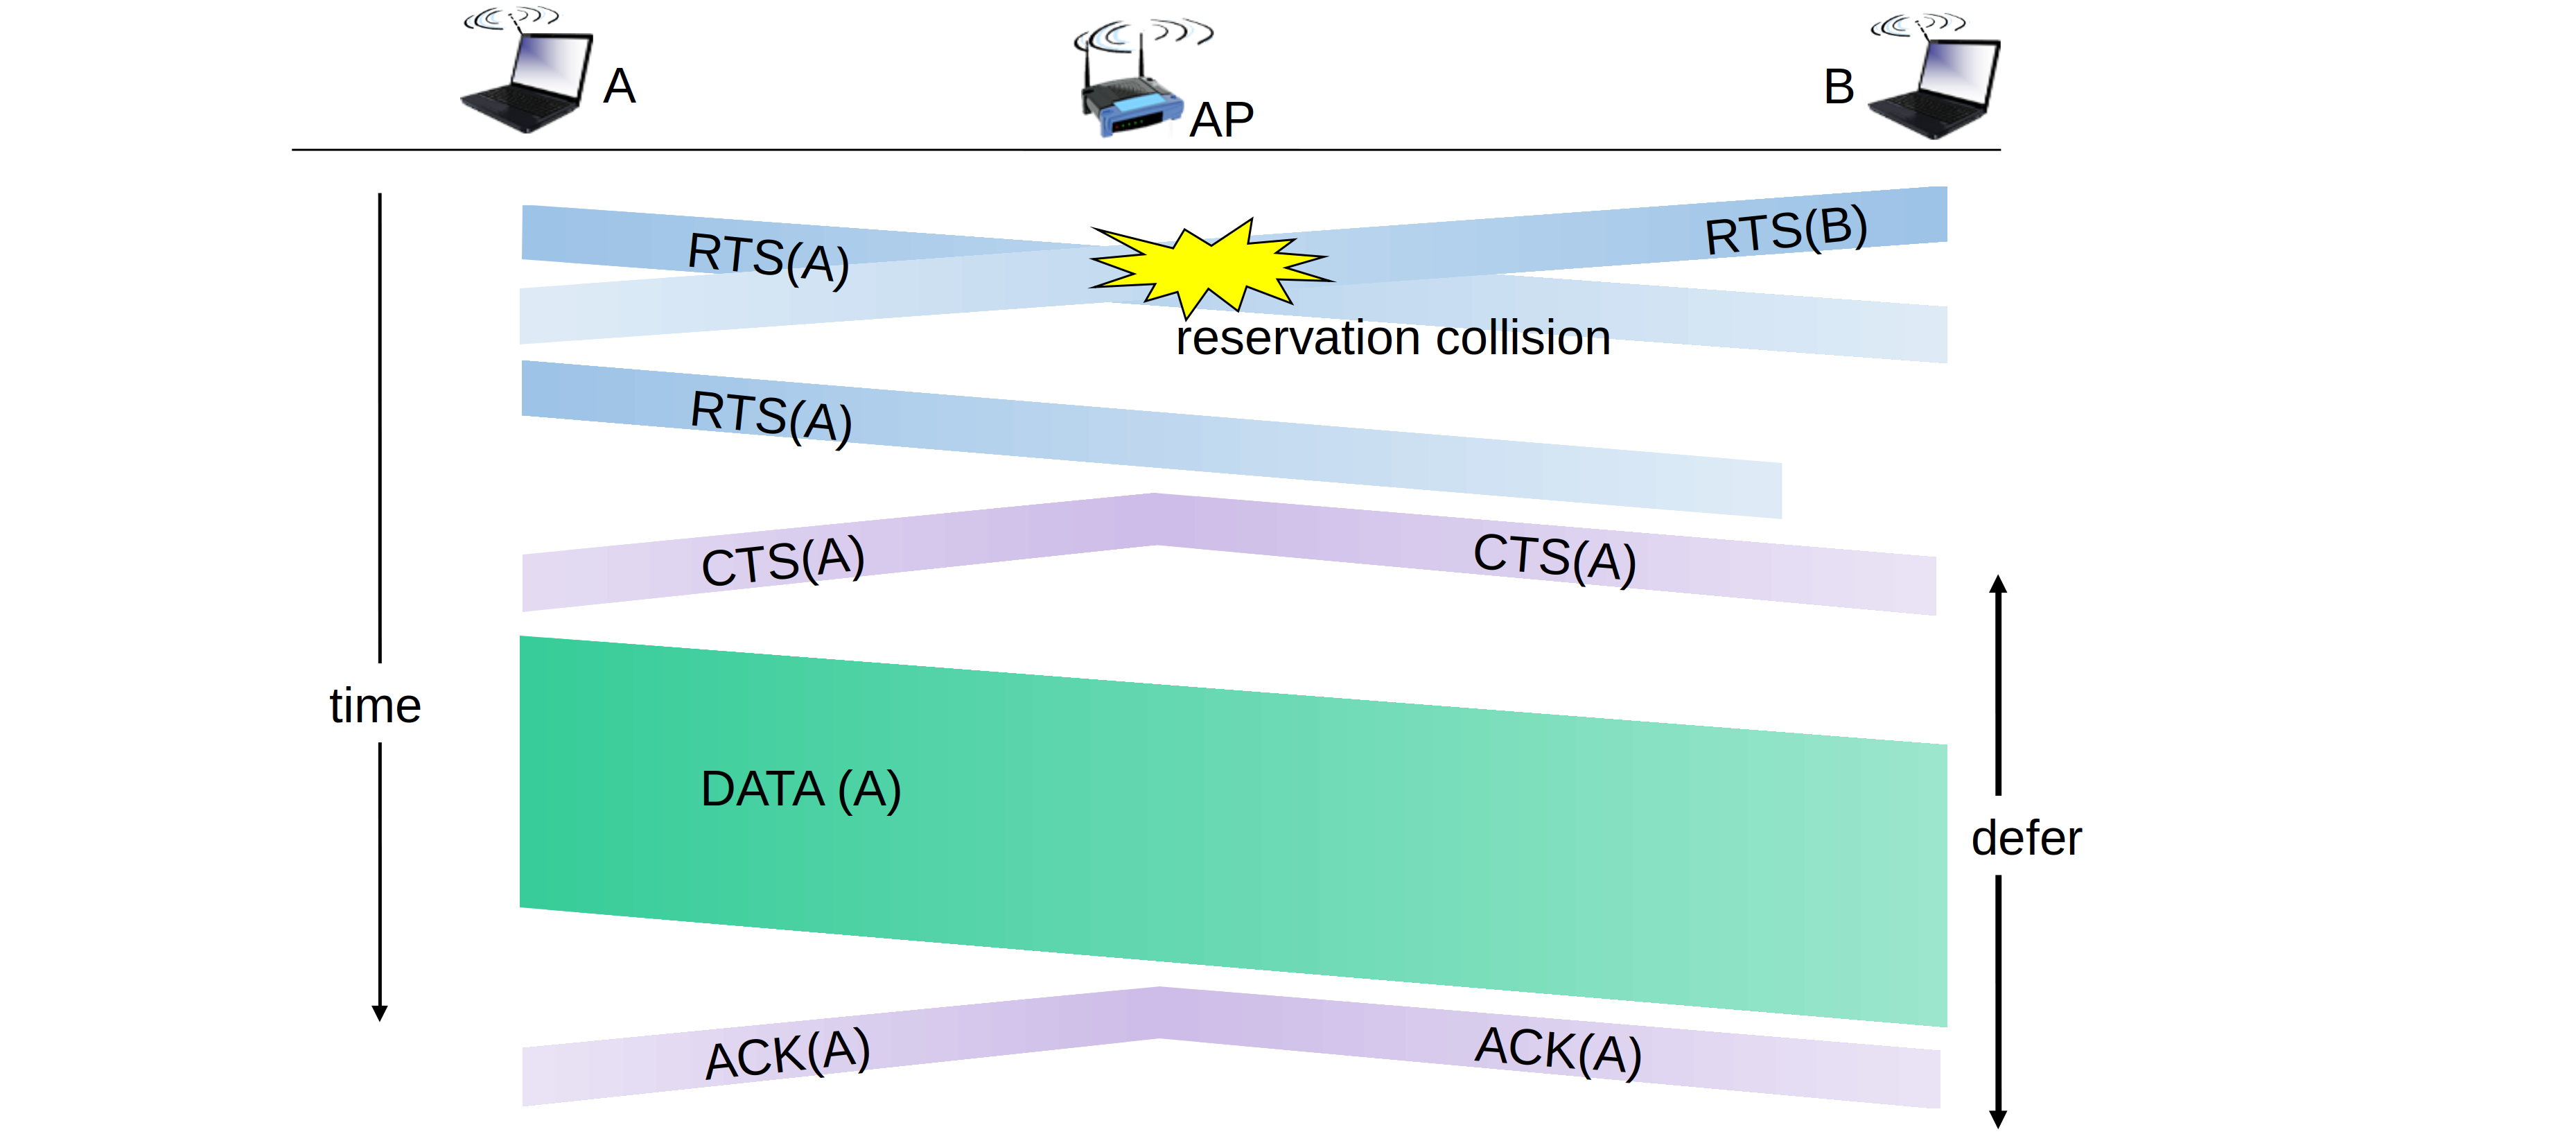 A
AP
B
RTS(A)
RTS(B)
reservation collision
RTS(A)
CTS(A)
CTS(A)
time
DATA (A)
defer
ACK(A)
ACK(A)